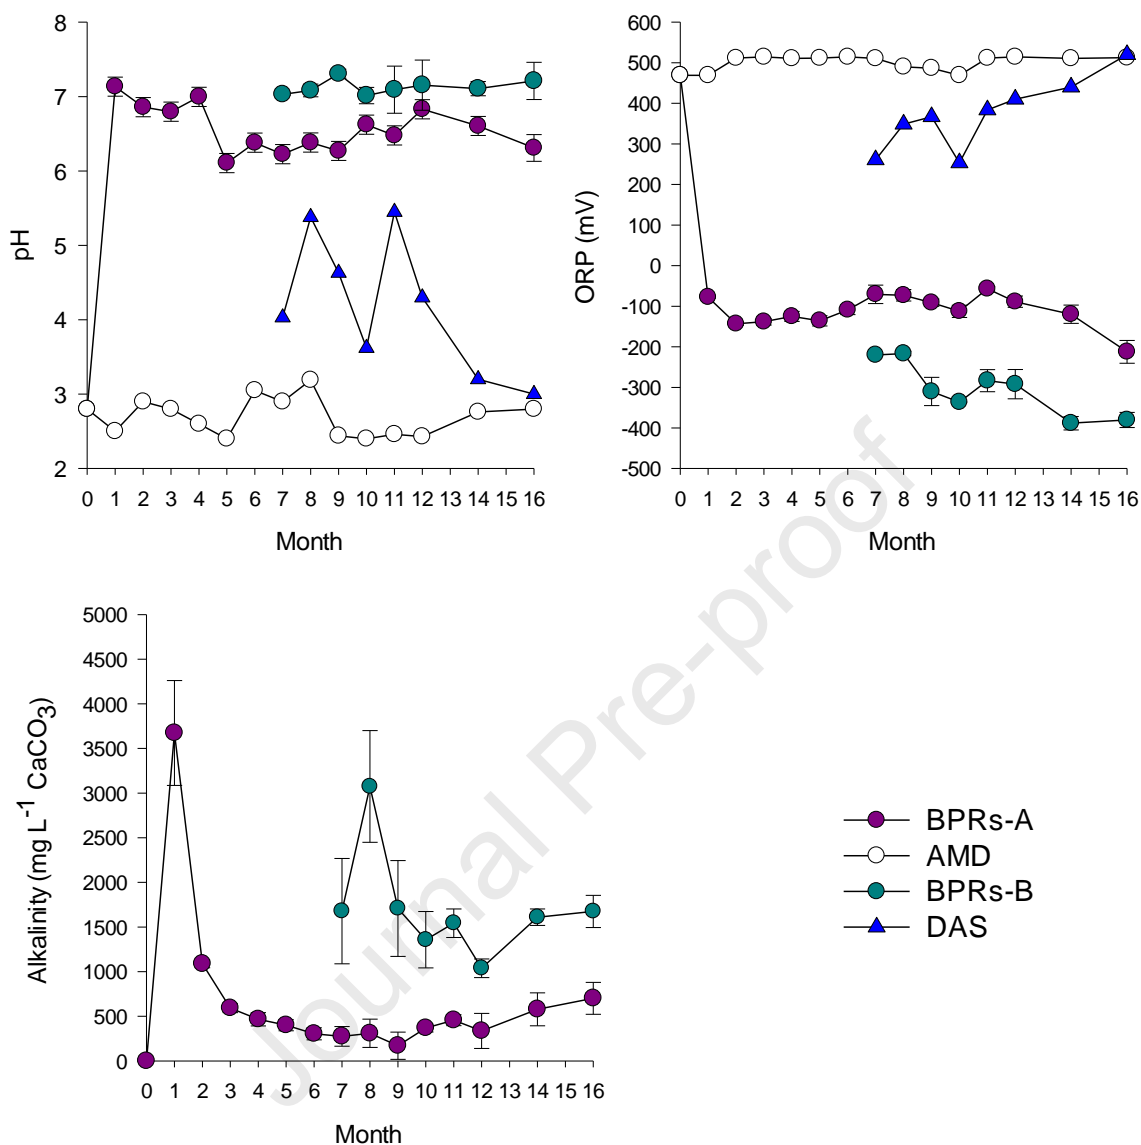 8
7
6
5
4
3
2
pH
0 1 2 3 4 5 6 7 8 9 10 11 12 13 14 15 16
Month
600
500
400
300
200
100
0
-100
-200
-300
-400
-500
ORP (mV)
0 1 2 3 4 5 6 7 8 9 10 11 12 13 14 15 16
Month
5000
4500
4000
3500
3000
2500
2000
1500
1000
500
0
Alkalinity (mg L⁻¹ CaCO₃)
0 1 2 3 4 5 6 7 8 9 10 11 12 13 14 15 16
Month
BPRs-A
AMD
BPRs-B
DAS
Journal Pre-proof